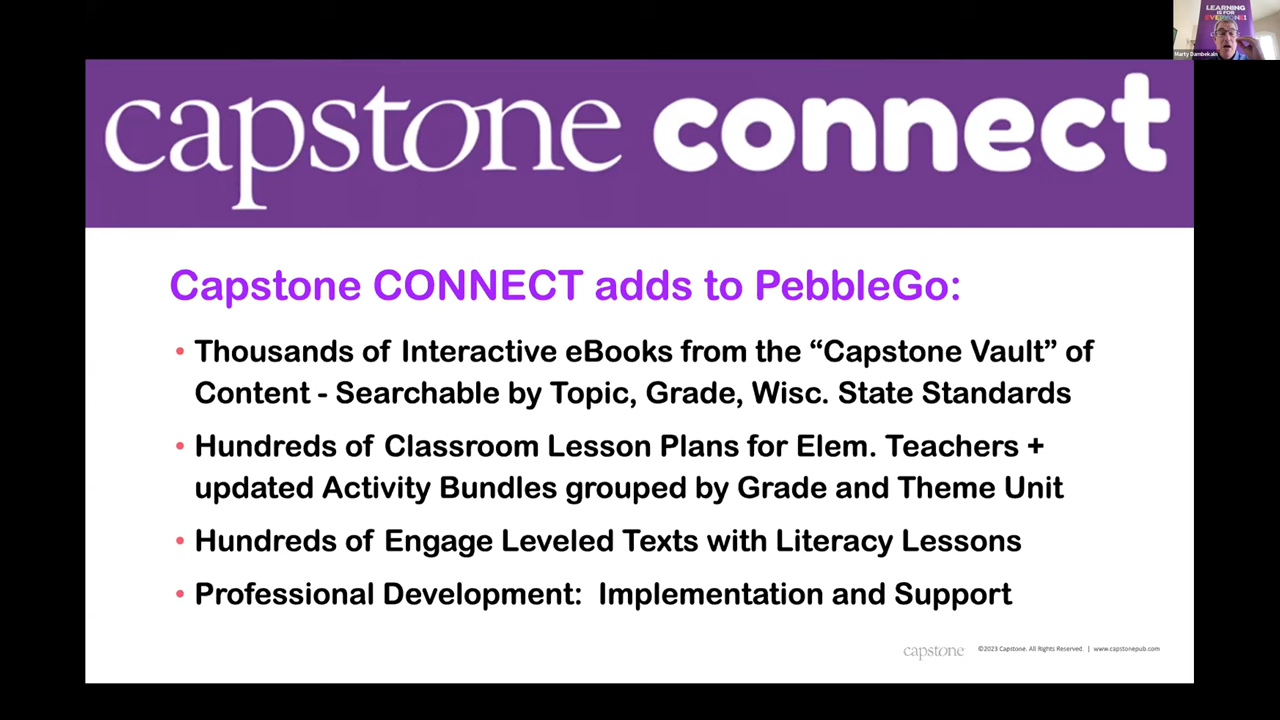 LEARNING
IS FOR
EVERYONE!
Marty Dambekaln
capstone connect
Capstone CONNECT adds to PebbleGo:
• Thousands of Interactive eBooks from the “Capstone Vault” of
Content - Searchable by Topic, Grade, Wisc. State Standards
• Hundreds of Classroom Lesson Plans for Elem. Teachers +
updated Activity Bundles grouped by Grade and Theme Unit
• Hundreds of Engage Leveled Texts with Literacy Lessons
• Professional Development: Implementation and Support
capstone ©2023 Capstone. All Rights Reserved. | www.capstonepub.com